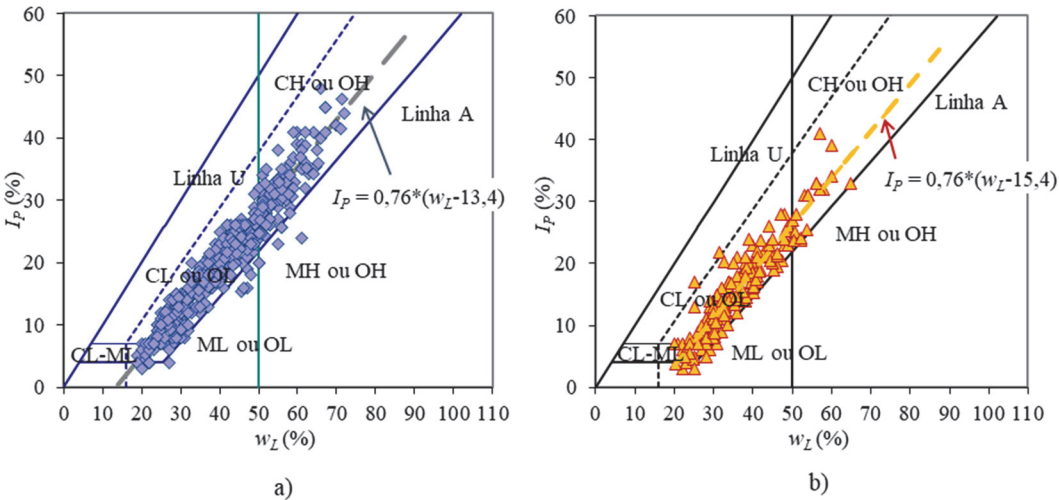 60
50
40
30
20
10
0
I_P (%)
0 10 20 30 40 50 60 70 80 90 100 110
w_L (%)
CH ou OH
Linha A
Linha U
I_P = 0,76*(w_L-13,4)
MH ou OH
CL ou OL
ML ou OL
CL-ML
a)
60
50
40
30
20
10
0
I_P (%)
0 10 20 30 40 50 60 70 80 90 100 110
w_L (%)
CH ou OH
Linha A
Linha U
I_P = 0,76*(w_L-15,4)
MH ou OH
CL ou OL
ML ou OL
CL-ML
b)